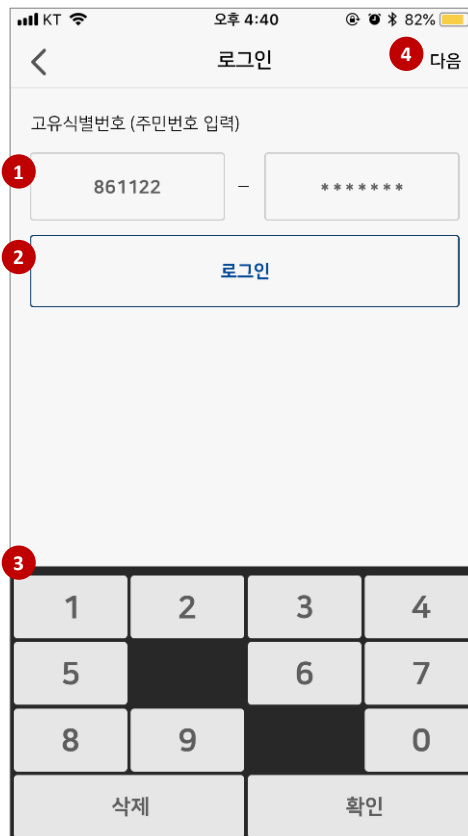 KT 오후 4:40 82%
로그인 4 다음
고유식별번호 (주민번호 입력)
1 861122 - *******
2 로그인
3
1 2 3 4
5 6 7
8 9 0
삭제 확인